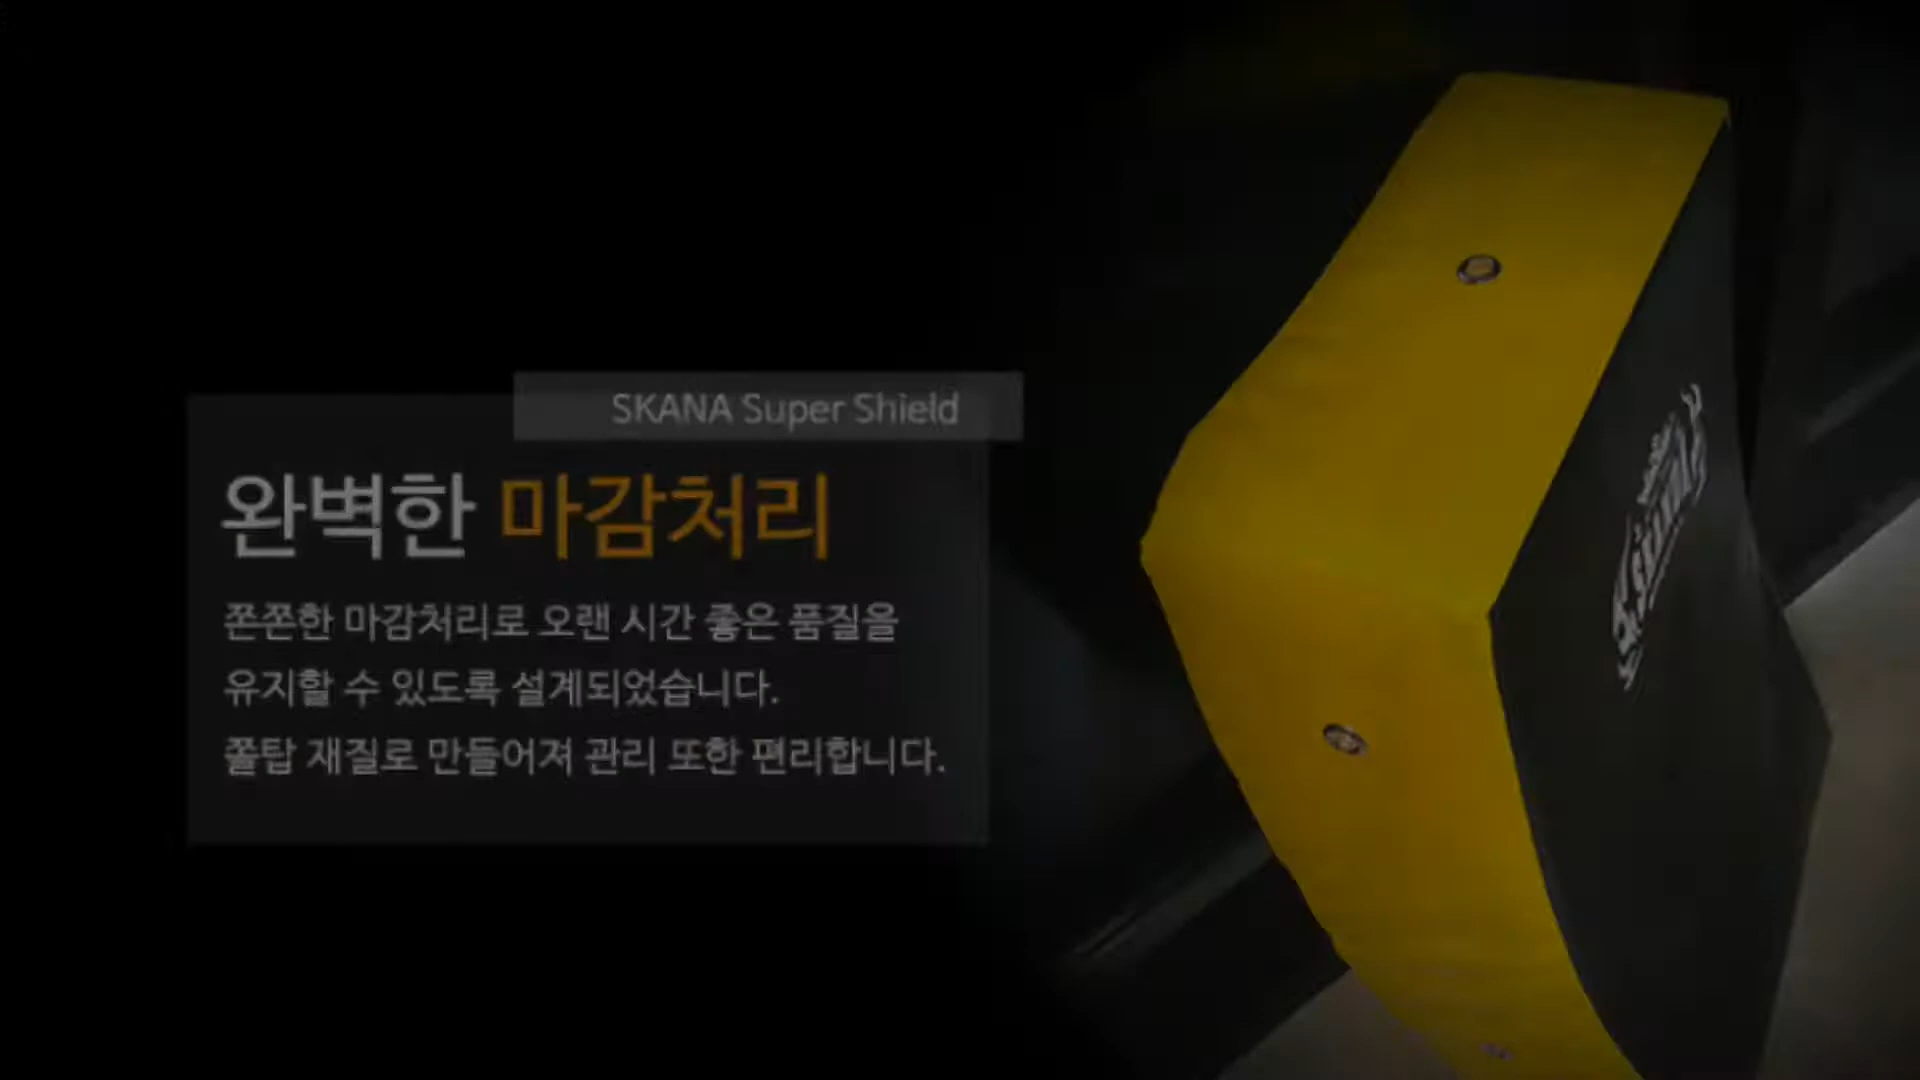 SKANA Super Shield
완벽한 마감처리
쫀쫀한 마감처리로 오랜 시간 좋은 품질을
유지할 수 있도록 설계되었습니다.
쫄탑 재질로 만들어져 관리 또한 편리합니다.